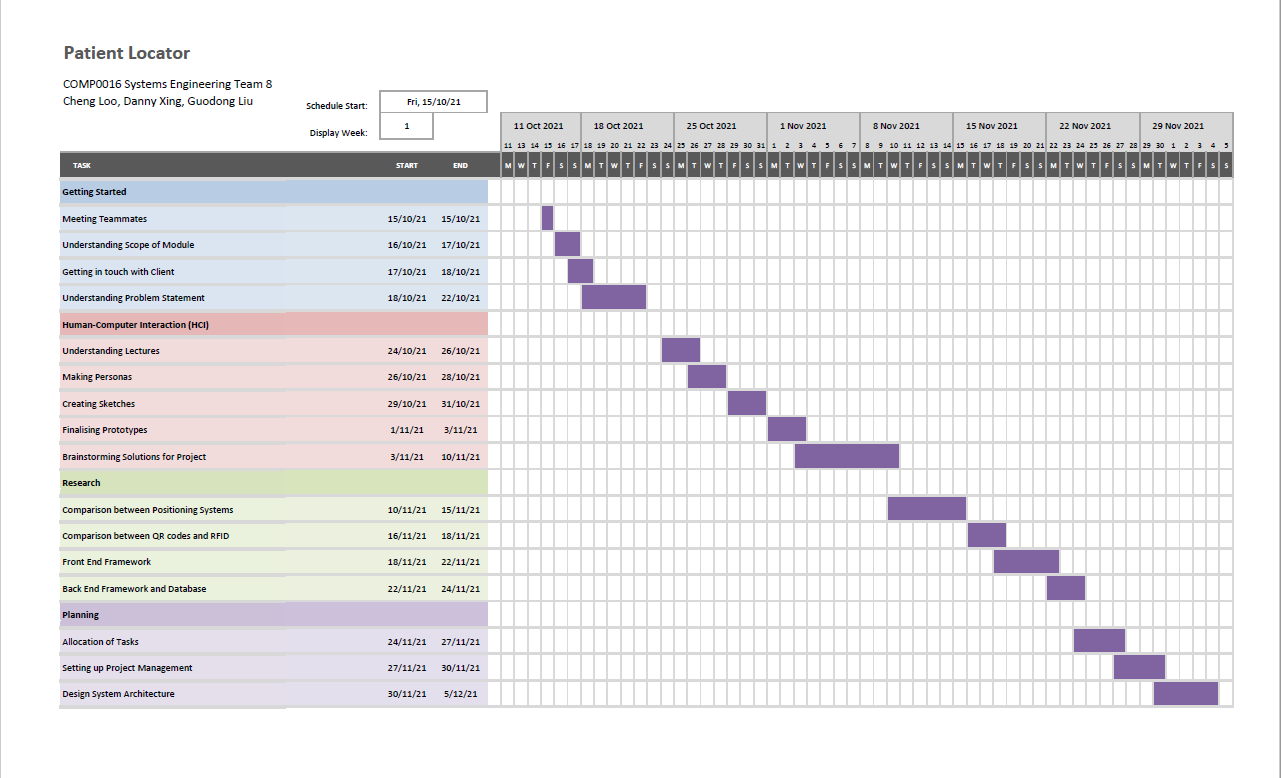 Patient Locator
COMP0016 Systems Engineering Team 8
Cheng Loo, Danny Xing, Guodong Liu
Schedule Start: Fri, 15/10/21
Display Week: 1
11 Oct 2021 18 Oct 2021 25 Oct 2021 1 Nov 2021 8 Nov 2021 15 Nov 2021 22 Nov 2021 29 Nov 2021
11 13 14 15 16 17 18 19 20 21 22 23 24 25 26 27 28 29 30 31 1 2 3 4 5 6 7 8 9 10 11 12 13 14 15 16 17 18 19 20 21 22 23 24 25 26 27 28 29 30 1 2 3 4 5
TASK START END M W T F S S M T W T F S S M T W T F S S M T W T F S S M T W T F S S M T W T F S S M T W T F S S M T W T F S S
Getting Started
Meeting Teammates 15/10/21 15/10/21
Understanding Scope of Module 16/10/21 17/10/21
Getting in touch with Client 17/10/21 18/10/21
Understanding Problem Statement 18/10/21 22/10/21
Human-Computer Interaction (HCI)
Understanding Lectures 24/10/21 26/10/21
Making Personas 26/10/21 28/10/21
Creating Sketches 29/10/21 31/10/21
Finalising Prototypes 1/11/21 3/11/21
Brainstorming Solutions for Project 3/11/21 10/11/21
Research
Comparison between Positioning Systems 10/11/21 15/11/21
Comparison between QR codes and RFID 16/11/21 18/11/21
Front End Framework 18/11/21 22/11/21
Back End Framework and Database 22/11/21 24/11/21
Planning
Allocation of Tasks 24/11/21 27/11/21
Setting up Project Management 27/11/21 30/11/21
Design System Architecture 30/11/21 5/12/21